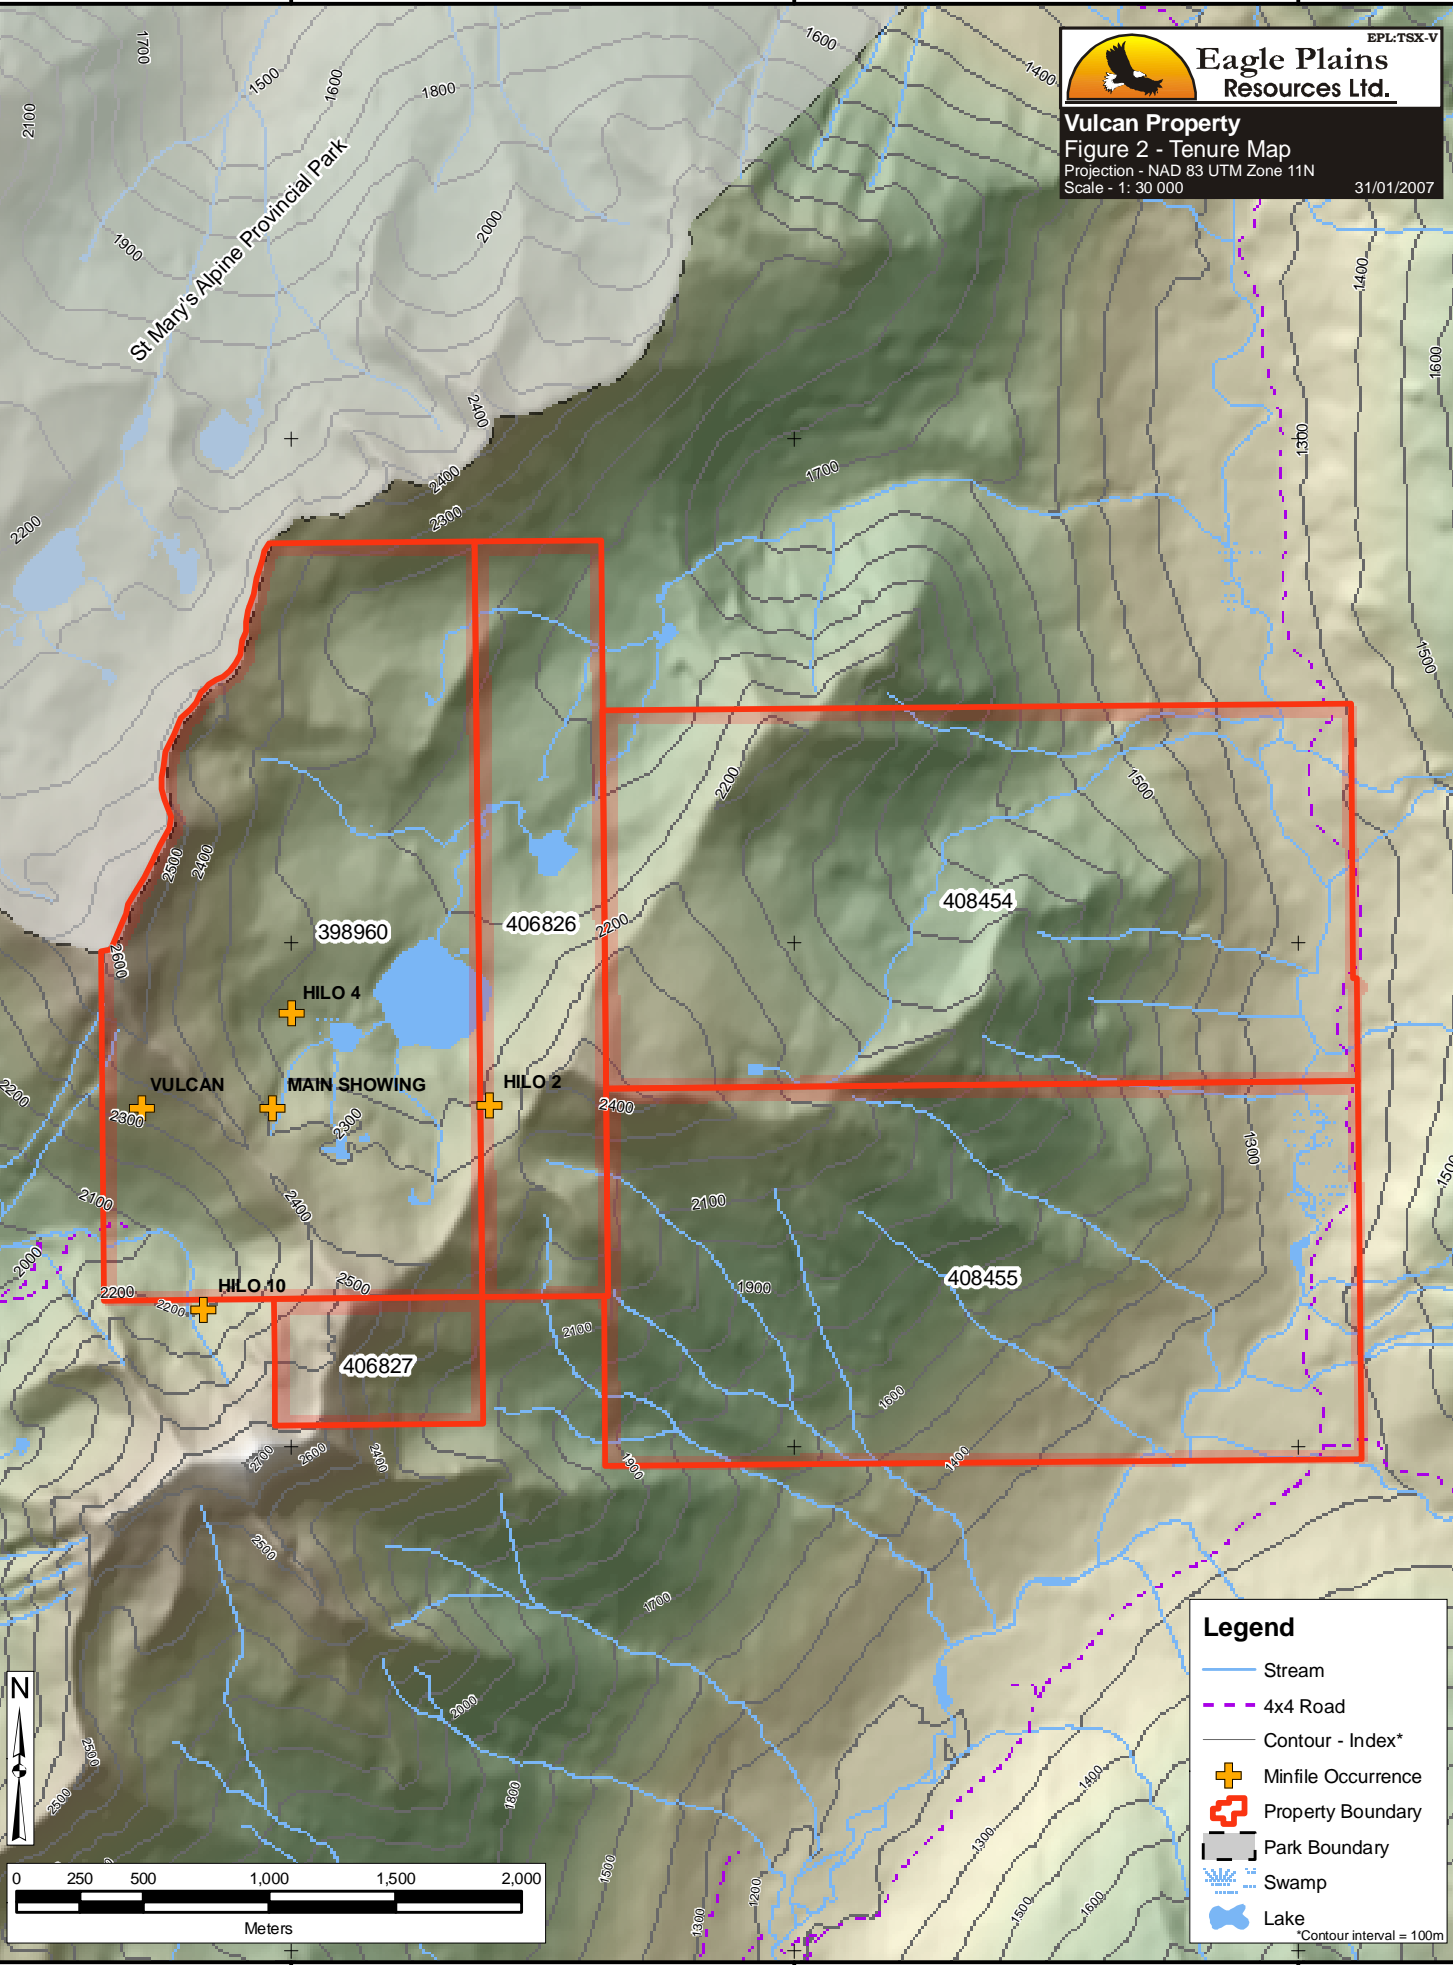 EPL:TSX-V
Eagle Plains
Resources Ltd.
Vulcan Property
Figure 2 - Tenure Map
Projection - NAD 83 UTM Zone 11N
Scale - 1: 30 000
31/01/2007
1700
1500
1600
1800
1600
1400
2100
St Mary's Alpine Provincial Park
1900
2000
1400
1600
2400
1300
2400
1700
2300
2200
1500
2200
1500
2500
2400
398960
406826
2200
408454
2600
HILO 4
VULCAN
MAIN SHOWING
HILO 2
2200
2300
2300
2400
1300
1500
2100
2400
2100
2000
2200
2200
HILO 10
2500
1900
408455
2100
406827
1600
2700
2600
2400
1900
1400
2500
1700
2000
2500
2500
1800
1400
1300
1500
1200
1300
1500
1600
N
0
250
500
1,000
1,500
2,000
Meters
Legend
Stream
4x4 Road
Contour - Index*
Minfile Occurrence
Property Boundary
Park Boundary
Swamp
Lake
*Contour interval = 100m